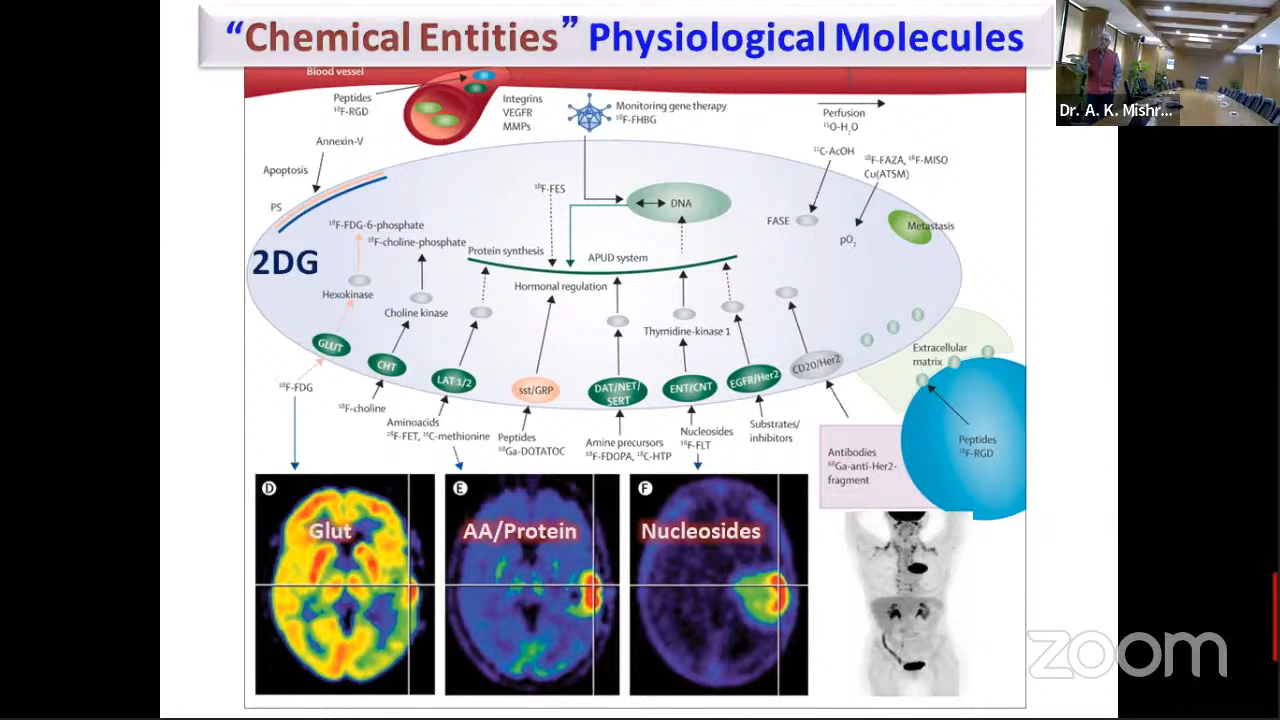 “Chemical Entities” Physiological Molecules
Dr. A. K. Mishr...
Blood vessel
Peptides
¹⁸F-RGD
Integrins
VEGFR
MMPs
Monitoring gene therapy
¹⁸F-FHBG
Perfusion
¹⁵O-H₂O
Annexin-V
Apoptosis
PS
¹¹C-AcOH
¹⁸F-FAZA, ¹⁸F-MISO
Cu(ATSM)
¹⁸F-FES
DNA
FASE
pO₂
Metastasis
¹⁸F-FDG-6-phosphate
¹⁸F-choline-phosphate
Protein synthesis
APUD system
2DG
Hexokinase
Choline kinase
Hormonal regulation
Thymidine-kinase 1
GLUT
CHT
LAT 1/2
sst/GRP
DAT/NET/
SERT
ENT/CNT
EGFR/Her2
CD20/Her2
Extracellular
matrix
¹⁸F-FDG
¹⁸F-choline
Aminoacids
¹⁸F-FET, ¹¹C-methionine
Peptides
⁶⁸Ga-DOTATOC
Amine precursors
¹⁸F-FDOPA, ¹⁸C-HTP
Nucleosides
¹⁸F-FLT
Substrates/
inhibitors
Antibodies
⁶⁸Ga-anti-Her2-
fragment
Peptides
¹⁸F-RGD
D
Glut
E
AA/Protein
F
Nucleosides
zoom